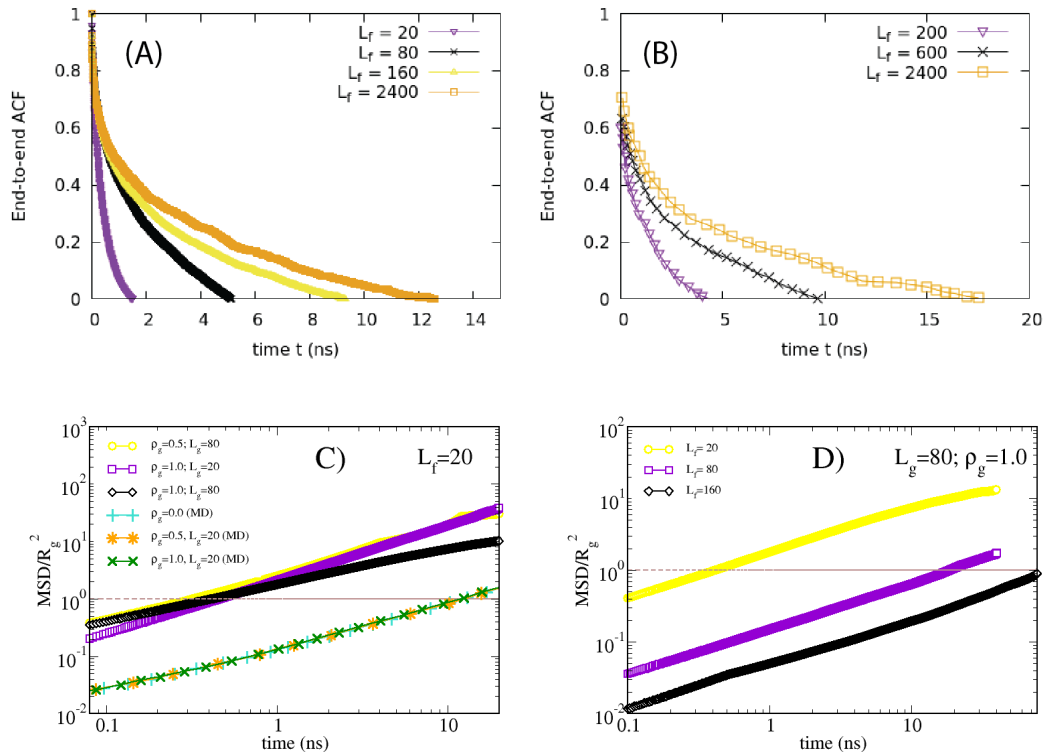 (A)
L_f = 20
L_f = 80
L_f = 160
L_f = 2400
End-to-end ACF
1
0.8
0.6
0.4
0.2
0
0 2 4 6 8 10 12 14
time t (ns)
(B)
L_f = 200
L_f = 600
L_f = 2400
End-to-end ACF
1
0.8
0.6
0.4
0.2
0
0 5 10 15 20
time t (ns)
C)
L_f=20
ρ_g=0.5; L_g=80
ρ_g=1.0; L_g=20
ρ_g=1.0; L_g=80
ρ_g=0.0 (MD)
ρ_g=0.5, L_g=20 (MD)
ρ_g=1.0, L_g=20 (MD)
MSD/R_g^2
10^3
10^2
10^1
10^0
10^-1
10^-2
0.1 1 10
time (ns)
D)
L_g=80; ρ_g=1.0
L_f= 20
L_f= 80
L_f=160
MSD/R_g^2
10^2
10^1
10^0
10^-1
10^-2
0.1 1 10
time (ns)